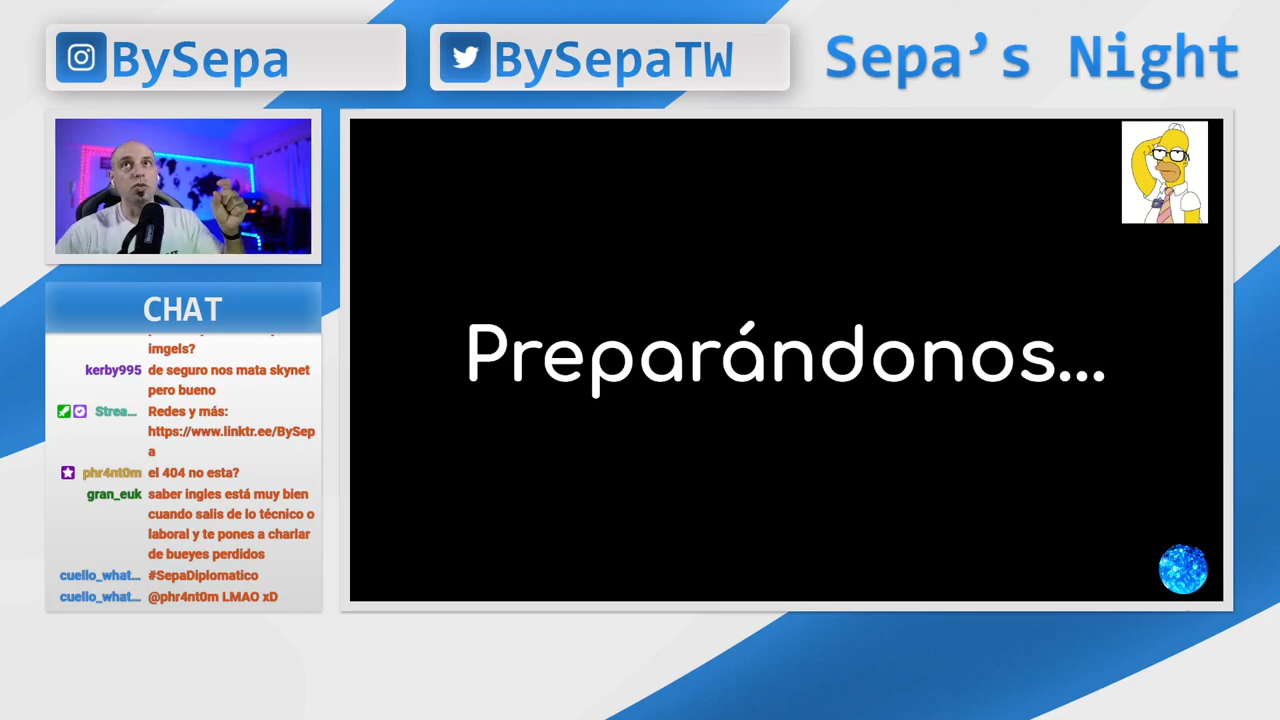 BySepa
BySepaTW
Sepa's Night
CHAT
imgels?
kerby995 de seguro nos mata skynet
pero bueno
Strea... Redes y más:
https://www.linktr.ee/BySep
a
phr4nt0m el 404 no esta?
gran_euk saber ingles está muy bien
cuando salis de lo técnico o
laboral y te pones a charlar
de bueyes perdidos
cuello_what... #SepaDiplomatico
cuello_what... @phr4nt0m LMAO xD
Preparándonos...